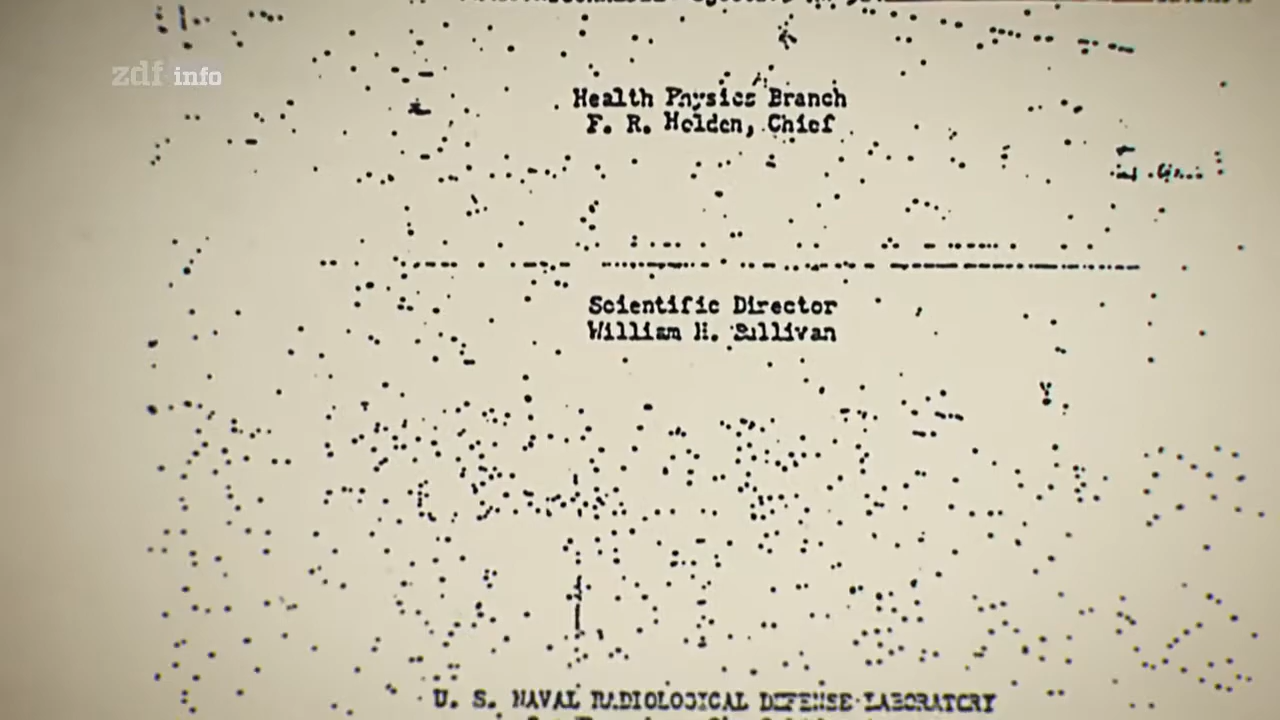 zdf info
Health Physics Branch
F. R. Holden, Chief
Scientific Director
William H. Sullivan
U. S. NAVAL RADIOLOGICAL DEFENSE LABORATORY